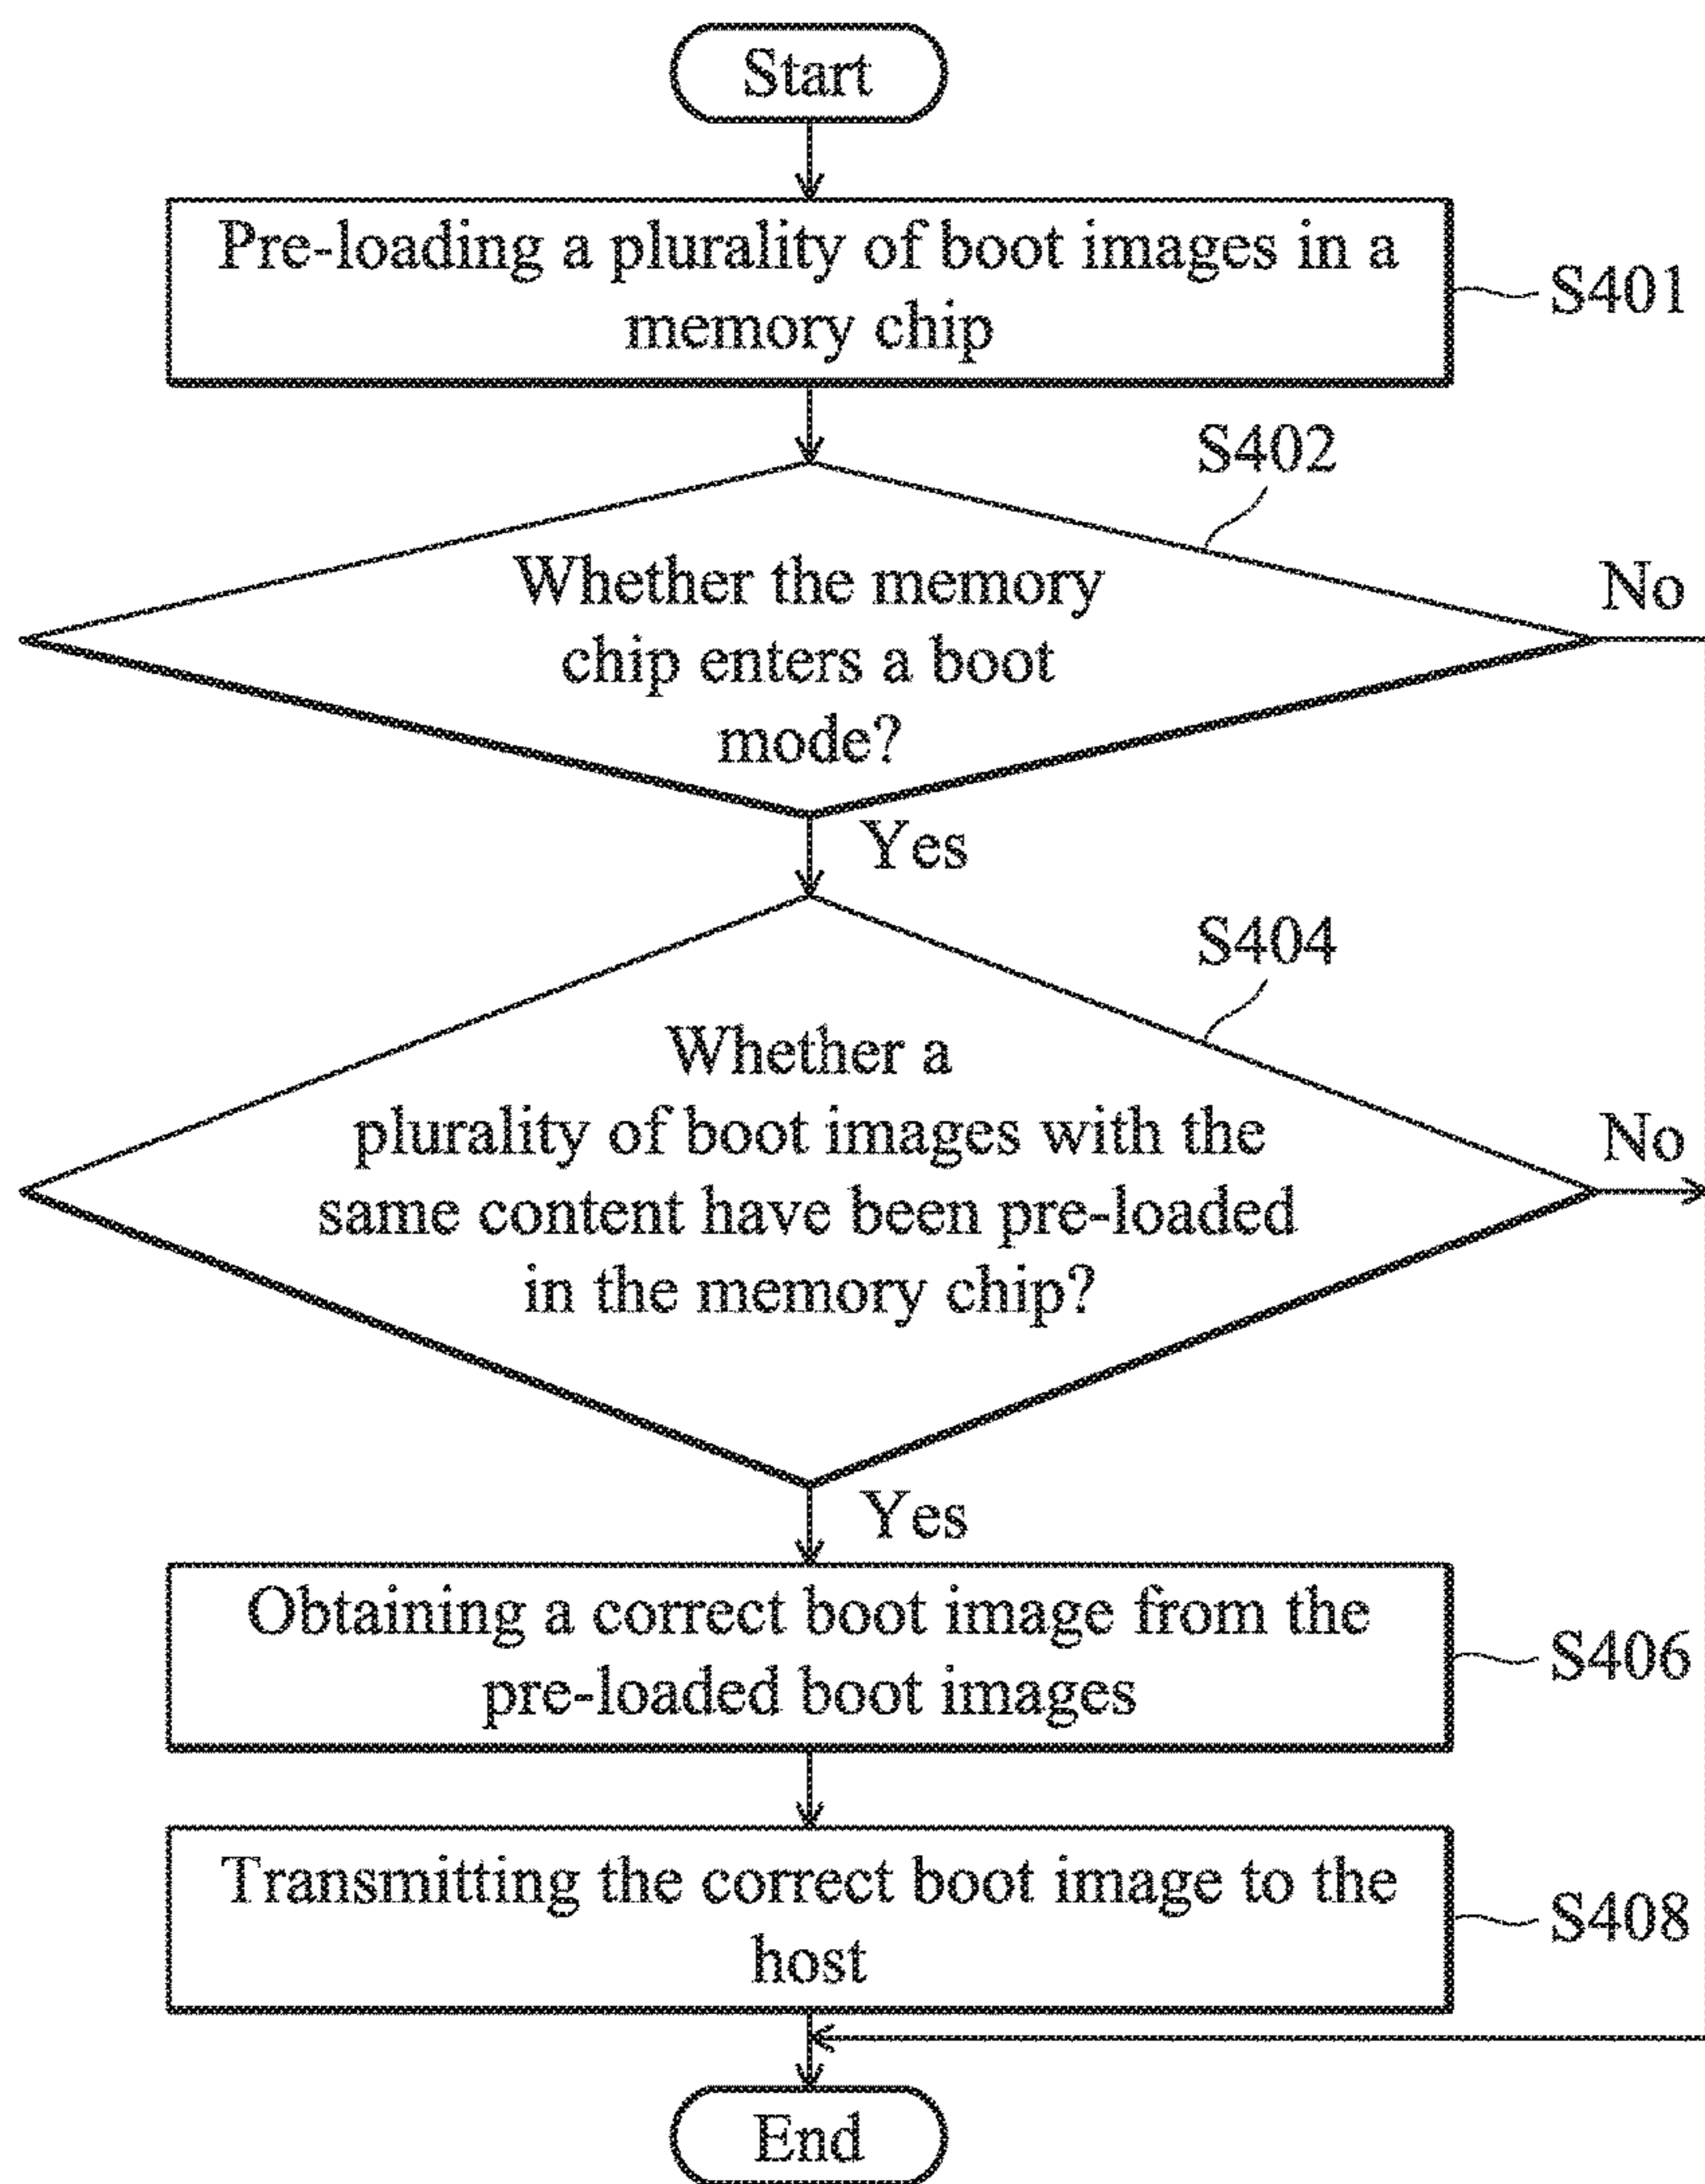 Start
Pre-loading a plurality of boot images in a
memory chip
S401
S402
Whether the memory
chip enters a boot
mode?
No
Yes
S404
Whether a
plurality of boot images with the
same content have been pre-loaded
in the memory chip?
No
Yes
Obtaining a correct boot image from the
pre-loaded boot images
S406
Transmitting the correct boot image to the
host
S408
End